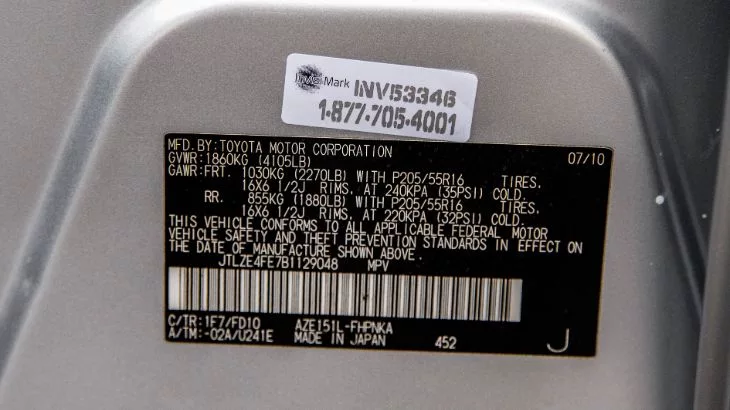 Mark INV53346
1·877·705·4001
MFD. BY: TOYOTA MOTOR CORPORATION 07/10
GVWR: 1860KG (4105LB)
GAWR: FRT. 1030KG (2270LB) WITH P205/55R16 TIRES.
16X6 1/2J RIMS, AT 240KPA (35PSI) COLD.
RR. 855KG (1880LB) WITH P205/55R16 TIRES.
16X6 1/2J RIMS, AT 220KPA (32PSI) COLD.
THIS VEHICLE CONFORMS TO ALL APPLICABLE FEDERAL MOTOR
VEHICLE SAFETY AND THEFT PREVENTION STANDARDS IN EFFECT ON
THE DATE OF MANUFACTURE SHOWN ABOVE.
JTLZE4FE7B1129048 MPV
C/TR: 1F7/FD10 AZE151L-FHPNKA
A/TM: -02A/U241E MADE IN JAPAN 452 J